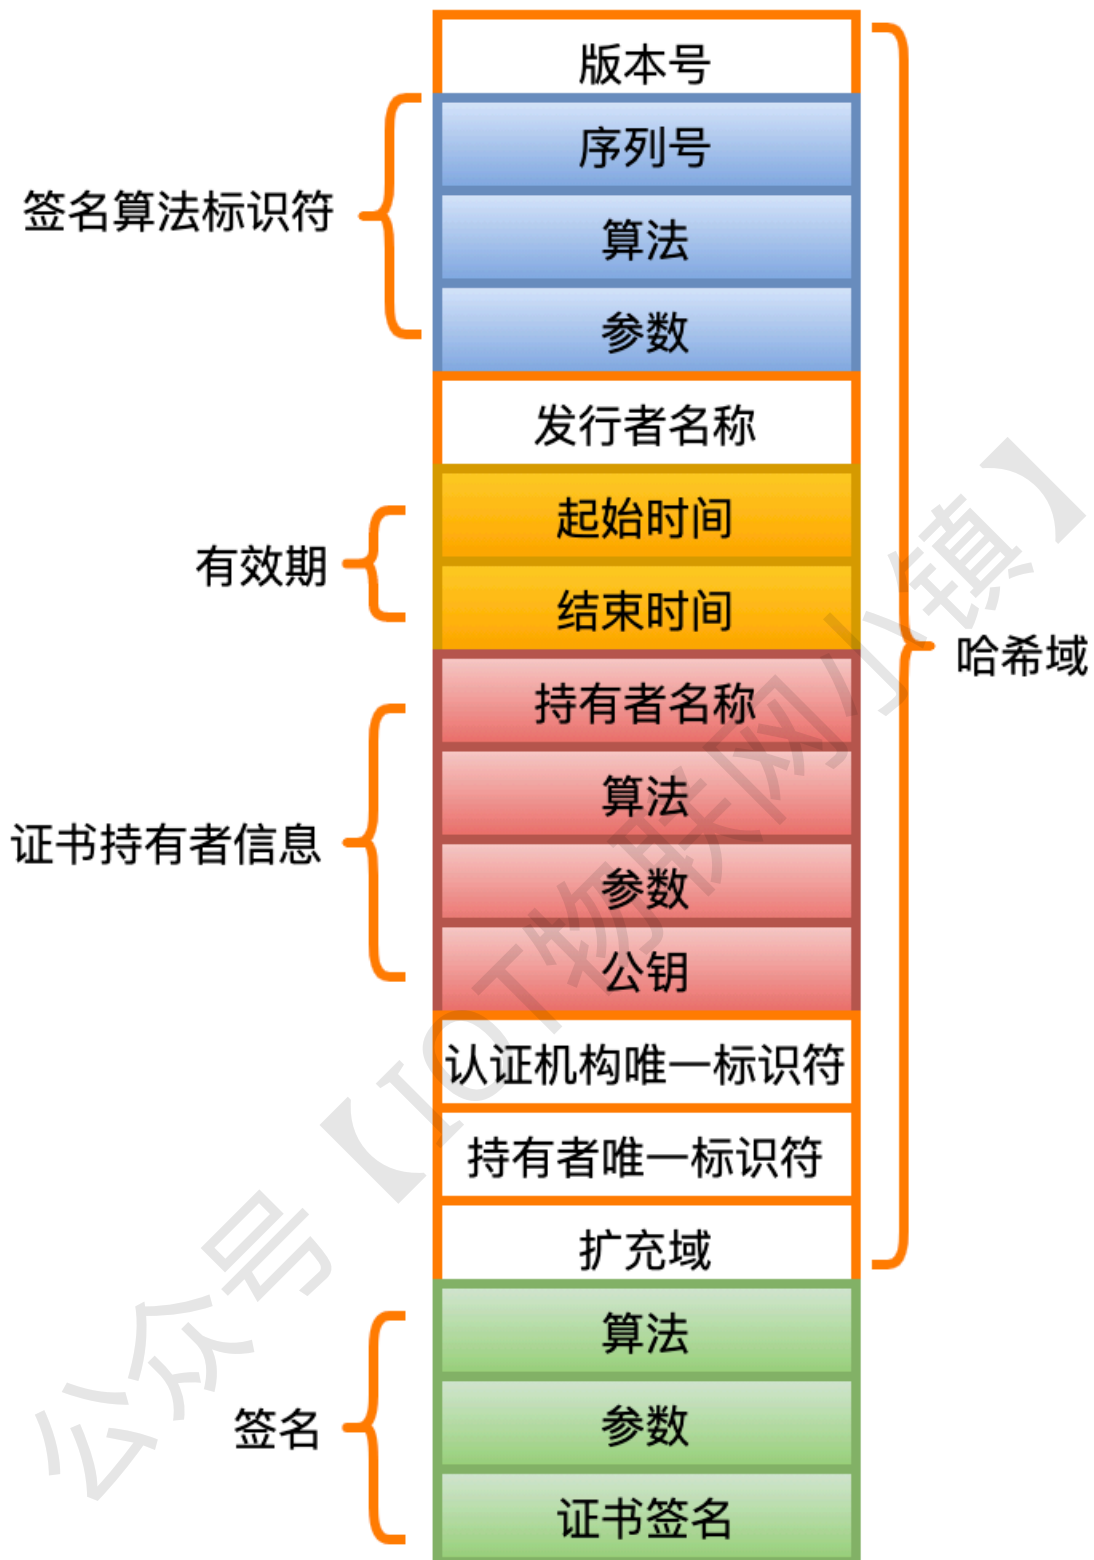 版本号
序列号
签名算法标识符
算法
参数
发行者名称
起始时间
有效期
结束时间
哈希域
持有者名称
算法
证书持有者信息
参数
公钥
认证机构唯一标识符
持有者唯一标识符
扩充域
算法
签名
参数
证书签名
公众号【IOT物联网小镇】